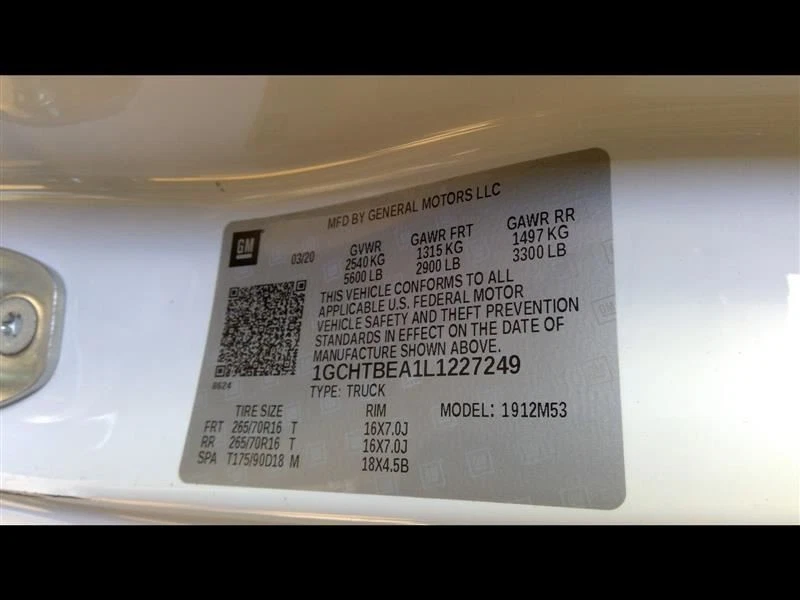 MFD BY GENERAL MOTORS LLC
GM
03/20
GVWR GAWR FRT GAWR RR
2540 KG 1315 KG 1497 KG
5600 LB 2900 LB 3300 LB
THIS VEHICLE CONFORMS TO ALL
APPLICABLE U.S. FEDERAL MOTOR
VEHICLE SAFETY AND THEFT PREVENTION
STANDARDS IN EFFECT ON THE DATE OF
MANUFACTURE SHOWN ABOVE.
1GCHTBEA1L1227249
8624
TYPE: TRUCK
TIRE SIZE RIM MODEL: 1912M53
FRT 265/70R16 T 16X7.0J
RR 265/70R16 T 16X7.0J
SPA T175/90D18 M 18X4.5B